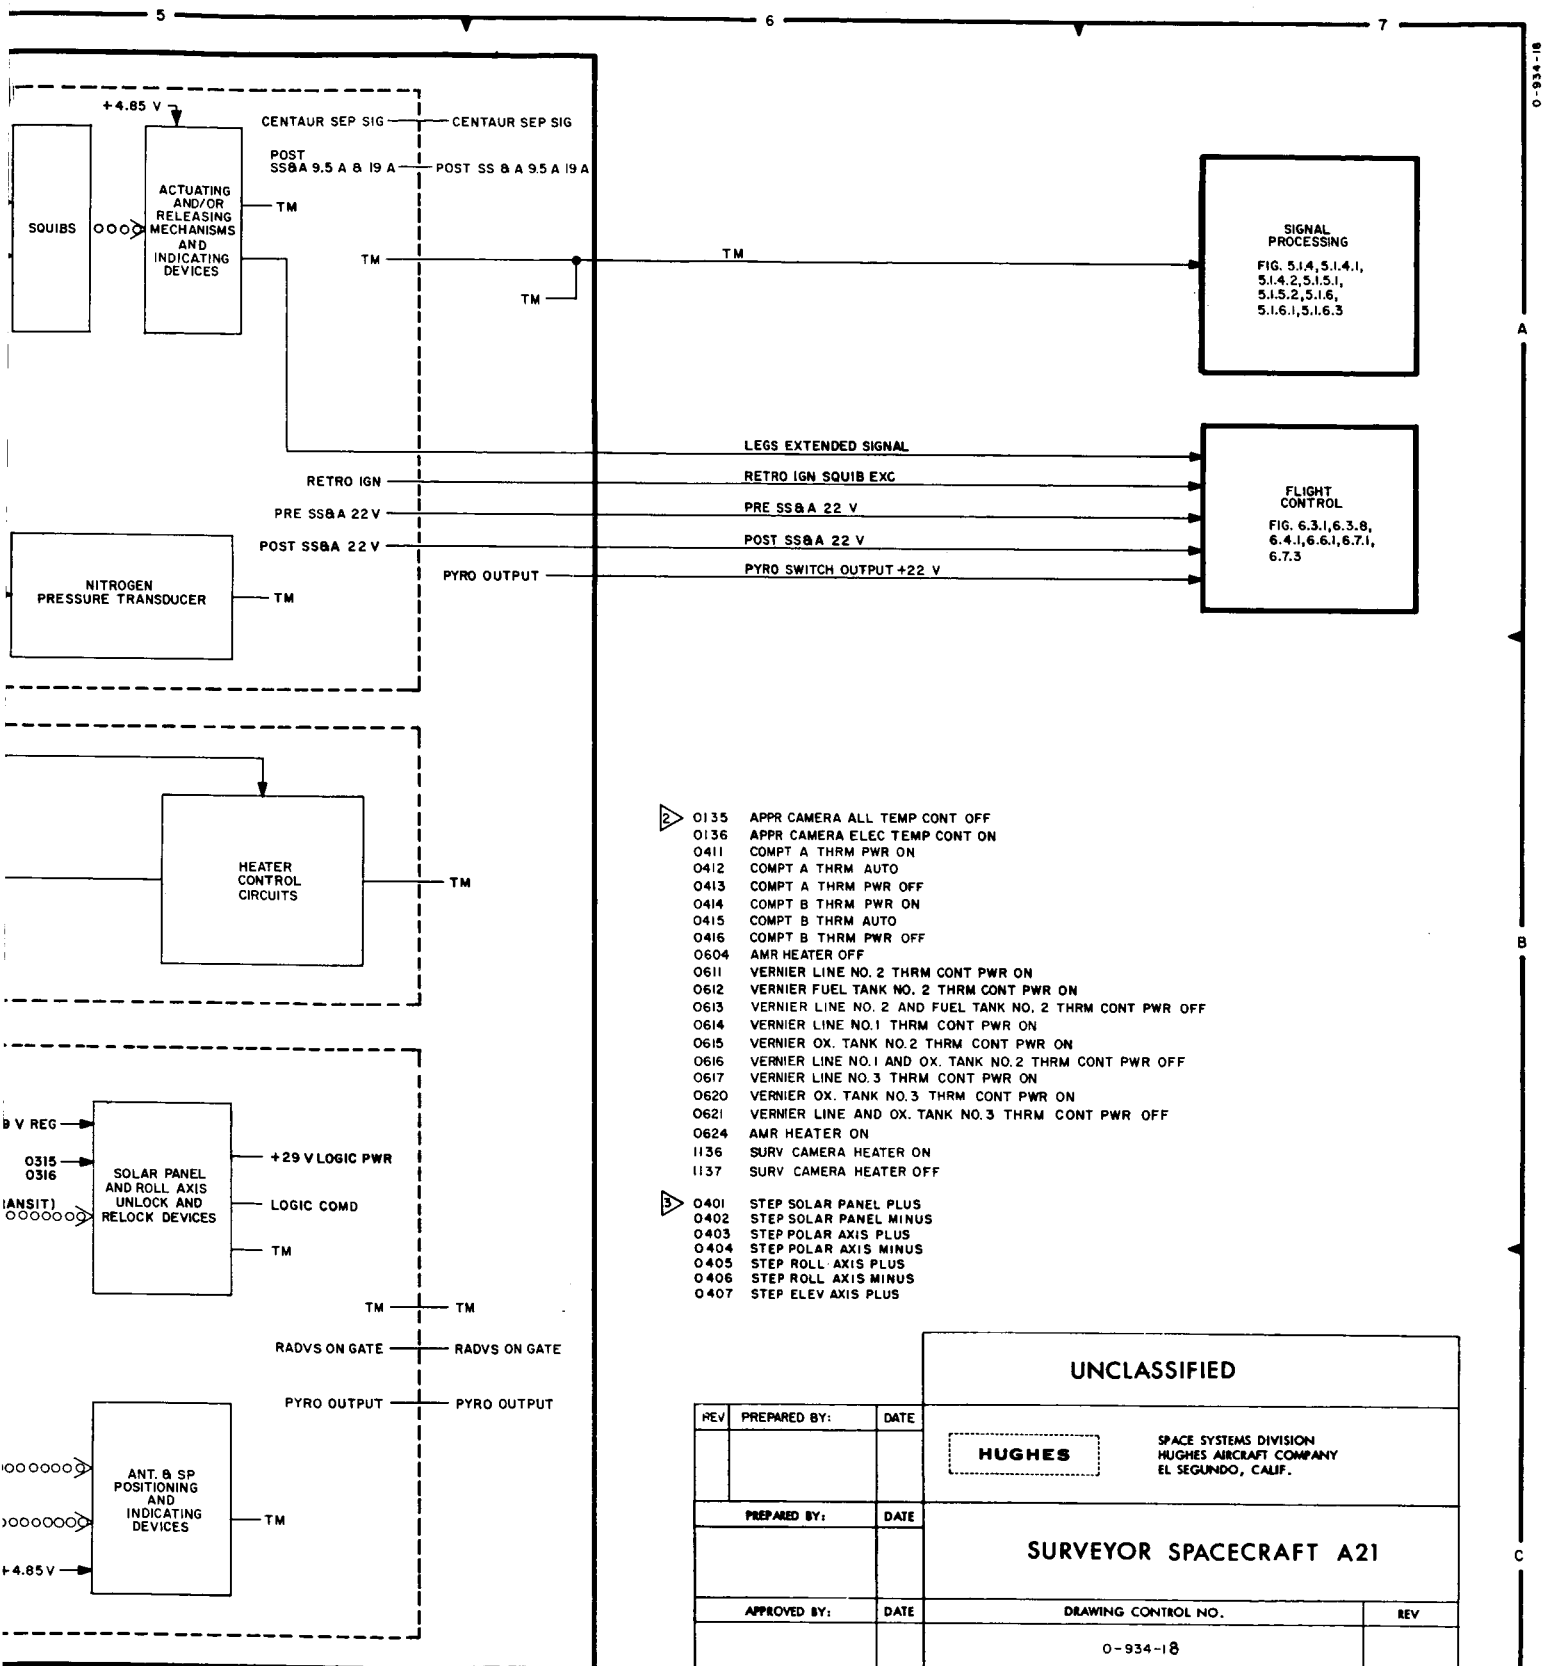 5
6
7
0-934-18
+4.85 V
CENTAUR SEP SIG
CENTAUR SEP SIG
POST
SS&A 9.5 A & 19 A
POST SS & A 9.5 A 19 A
SQUIBS
ACTUATING
AND/OR
RELEASING
MECHANISMS
AND
INDICATING
DEVICES
TM
TM
TM
TM
SIGNAL
PROCESSING
FIG. 5.1.4, 5.1.4.1,
5.1.4.2, 5.1.5.1,
5.1.5.2, 5.1.6,
5.1.6.1, 5.1.6.3
A
LEGS EXTENDED SIGNAL
RETRO IGN
RETRO IGN SQUIB EXC
PRE SS&A 22 V
PRE SS&A 22 V
POST SS&A 22 V
POST SS&A 22 V
PYRO OUTPUT
PYRO SWITCH OUTPUT +22 V
FLIGHT
CONTROL
FIG. 6.3.1, 6.3.8,
6.4.1, 6.6.1, 6.7.1,
6.7.3
NITROGEN
PRESSURE TRANSDUCER
TM
HEATER
CONTROL
CIRCUITS
TM
2 0135 APPR CAMERA ALL TEMP CONT OFF
0136 APPR CAMERA ELEC TEMP CONT ON
0411 COMPT A THRM PWR ON
0412 COMPT A THRM AUTO
0413 COMPT A THRM PWR OFF
0414 COMPT B THRM PWR ON
0415 COMPT B THRM AUTO
0416 COMPT B THRM PWR OFF
0604 AMR HEATER OFF
0611 VERNIER LINE NO. 2 THRM CONT PWR ON
0612 VERNIER FUEL TANK NO. 2 THRM CONT PWR ON
0613 VERNIER LINE NO. 2 AND FUEL TANK NO. 2 THRM CONT PWR OFF
0614 VERNIER LINE NO. 1 THRM CONT PWR ON
0615 VERNIER OX. TANK NO. 2 THRM CONT PWR ON
0616 VERNIER LINE NO. 1 AND OX. TANK NO. 2 THRM CONT PWR OFF
0617 VERNIER LINE NO. 3 THRM CONT PWR ON
0620 VERNIER OX. TANK NO. 3 THRM CONT PWR ON
0621 VERNIER LINE AND OX. TANK NO. 3 THRM CONT PWR OFF
0624 AMR HEATER ON
1136 SURV CAMERA HEATER ON
1137 SURV CAMERA HEATER OFF
B
3 0401 STEP SOLAR PANEL PLUS
0402 STEP SOLAR PANEL MINUS
0403 STEP POLAR AXIS PLUS
0404 STEP POLAR AXIS MINUS
0405 STEP ROLL AXIS PLUS
0406 STEP ROLL AXIS MINUS
0407 STEP ELEV AXIS PLUS
9 V REG
0315
0316
RANSIT)
SOLAR PANEL
AND ROLL AXIS
UNLOCK AND
RELOCK DEVICES
+29 V LOGIC PWR
LOGIC COMD
TM
TM
TM
RADVS ON GATE
RADVS ON GATE
PYRO OUTPUT
PYRO OUTPUT
ANT. & SP
POSITIONING
AND
INDICATING
DEVICES
TM
+4.85V
UNCLASSIFIED
REV PREPARED BY: DATE
HUGHES
SPACE SYSTEMS DIVISION
HUGHES AIRCRAFT COMPANY
EL SEGUNDO, CALIF.
PREPARED BY: DATE
SURVEYOR SPACECRAFT A21
C
APPROVED BY: DATE
DRAWING CONTROL NO. REV
0-934-18